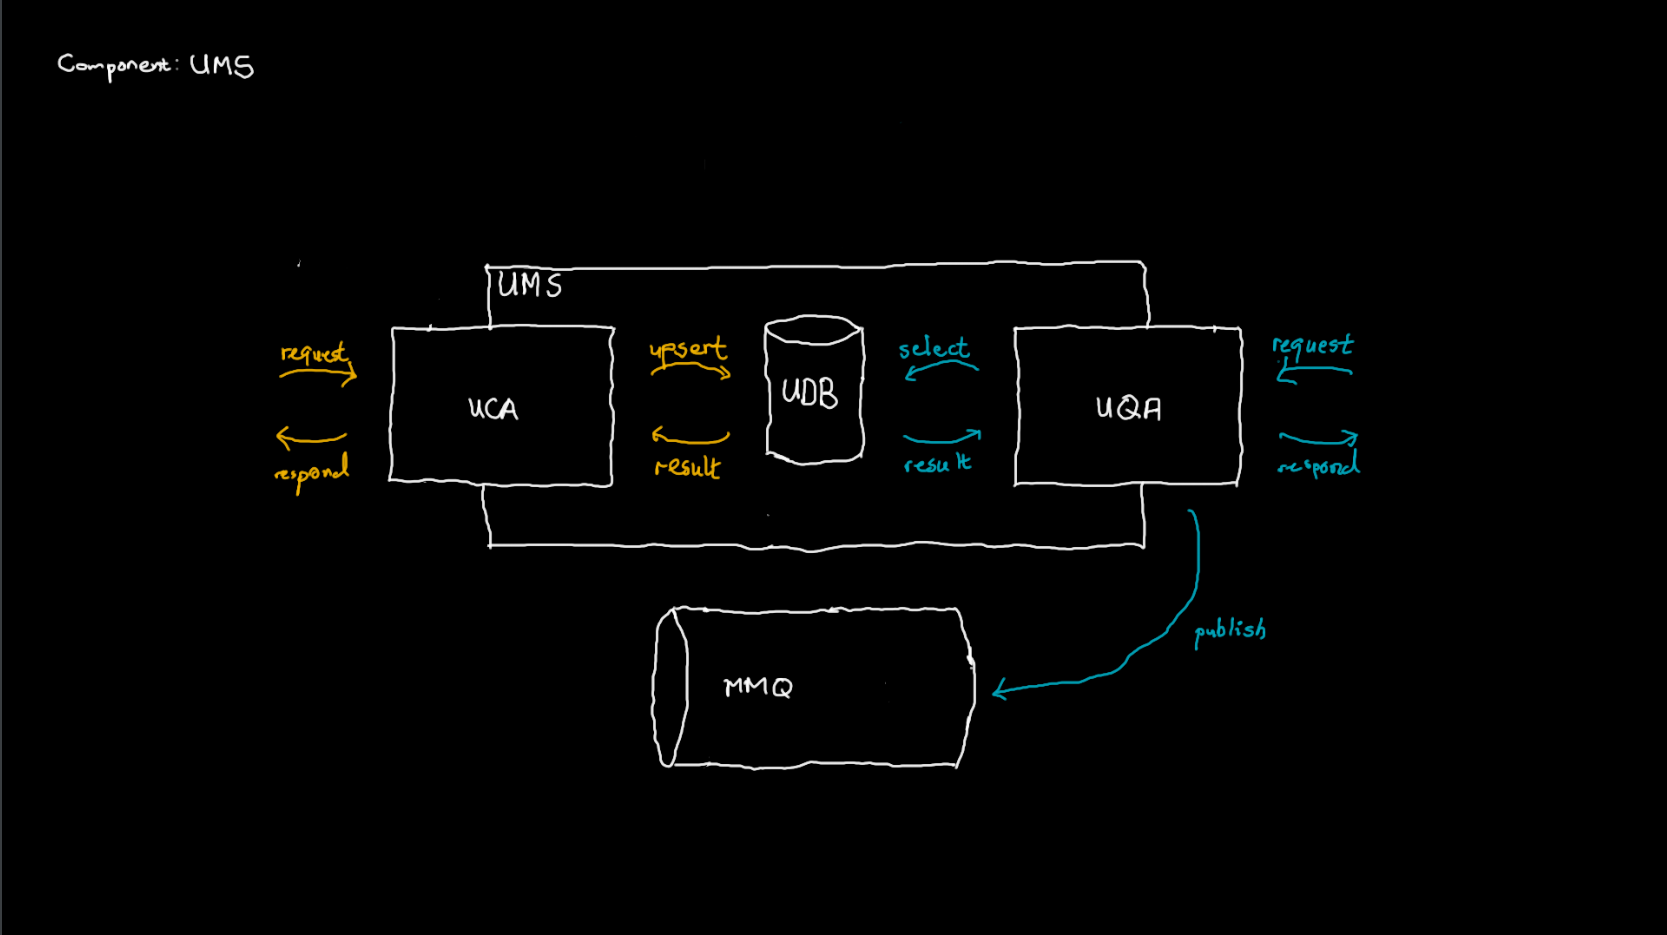 Component: UMS
UMS
request
respond
UCA
upsert
result
UDB
select
result
UQA
request
respond
publish
MMQ